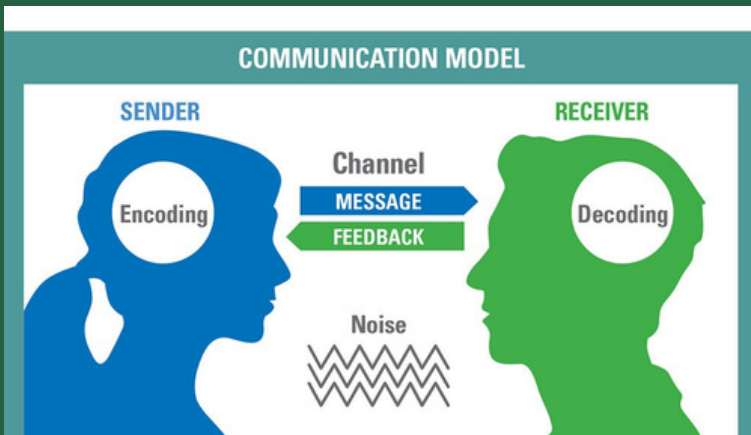 COMMUNICATION MODEL
SENDER
RECEIVER
Channel
Encoding
MESSAGE
Decoding
FEEDBACK
Noise